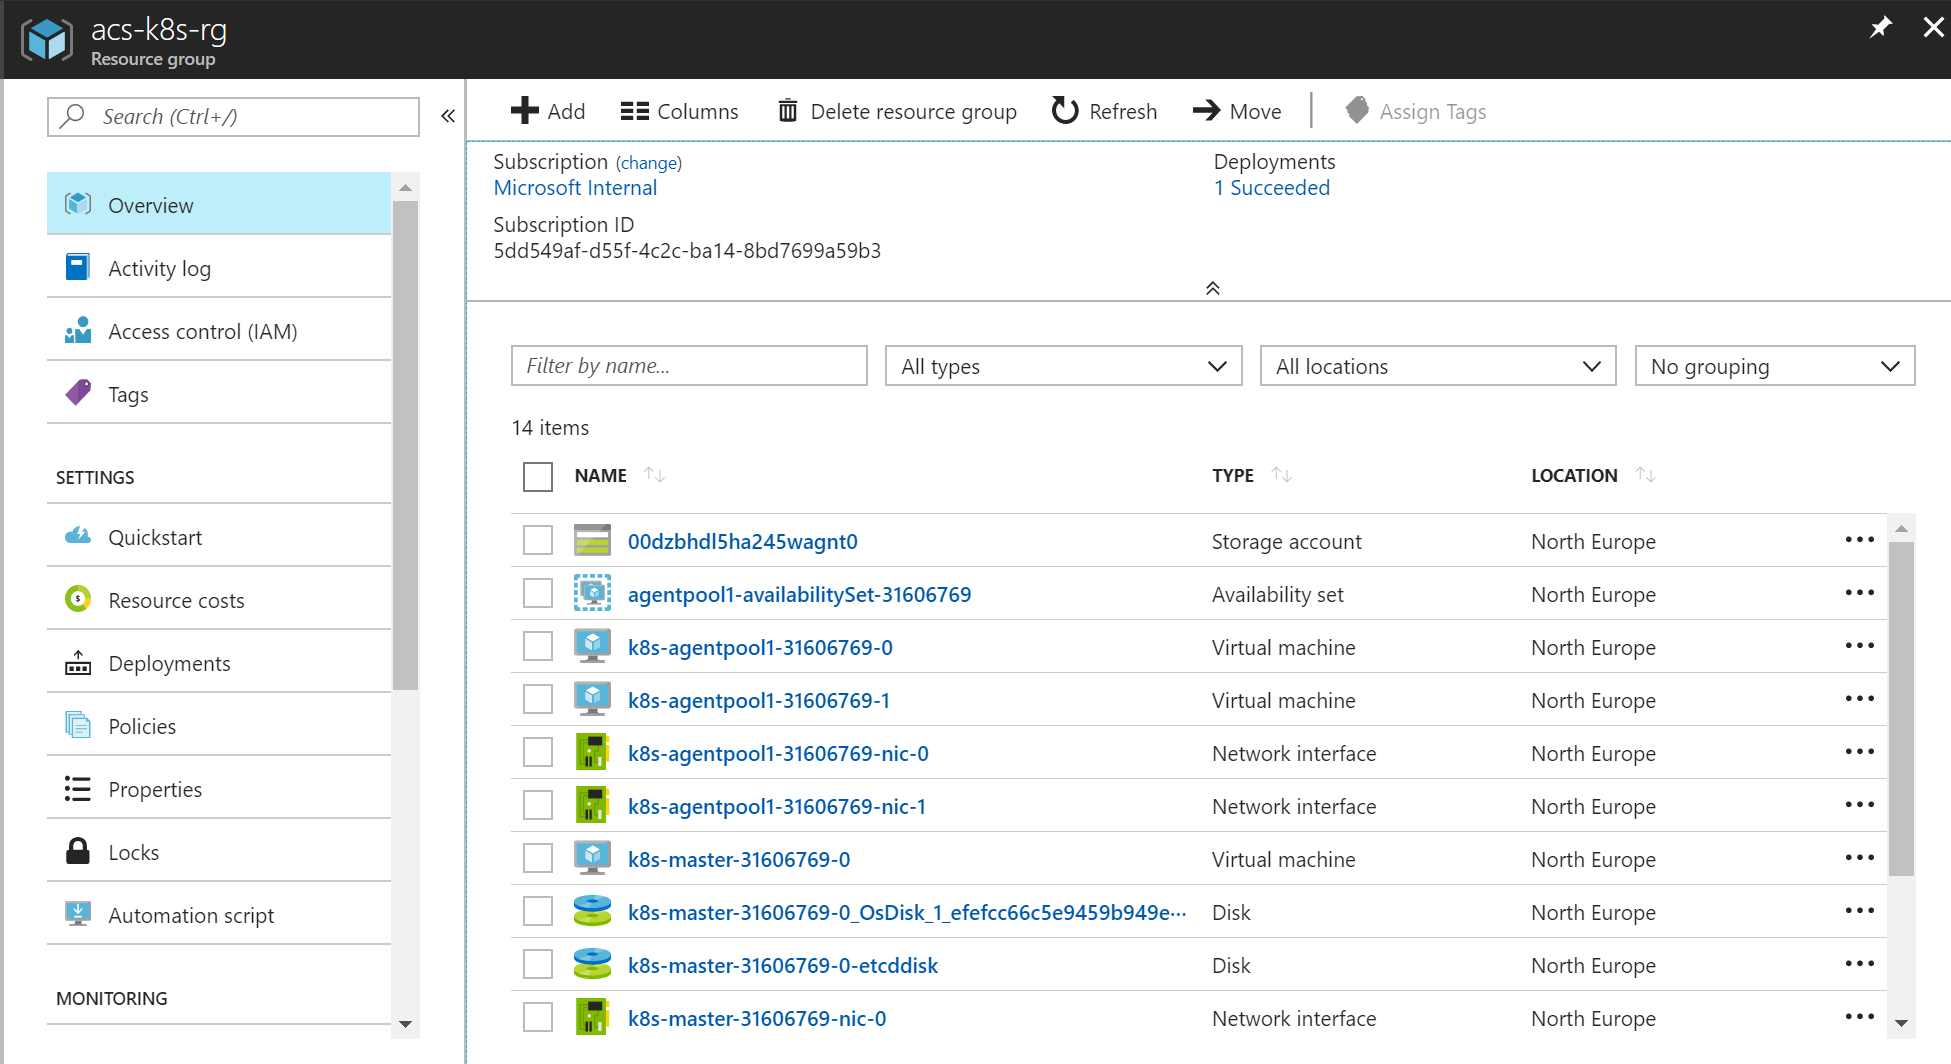 acs-k8s-rg
Resource group
Search (Ctrl+/)
Overview
Activity log
Access control (IAM)
Tags
SETTINGS
Quickstart
Resource costs
Deployments
Policies
Properties
Locks
Automation script
MONITORING
Add Columns Delete resource group Refresh Move Assign Tags
Subscription (change)
Microsoft Internal
Subscription ID
5dd549af-d55f-4c2c-ba14-8bd7699a59b3
Deployments
1 Succeeded
Filter by name... All types All locations No grouping
14 items
NAME TYPE LOCATION
00dzbhdl5ha245wagnt0 Storage account North Europe
agentpool1-availabilitySet-31606769 Availability set North Europe
k8s-agentpool1-31606769-0 Virtual machine North Europe
k8s-agentpool1-31606769-1 Virtual machine North Europe
k8s-agentpool1-31606769-nic-0 Network interface North Europe
k8s-agentpool1-31606769-nic-1 Network interface North Europe
k8s-master-31606769-0 Virtual machine North Europe
k8s-master-31606769-0_OsDisk_1_efefcc66c5e9459b949e... Disk North Europe
k8s-master-31606769-0-etcddisk Disk North Europe
k8s-master-31606769-nic-0 Network interface North Europe